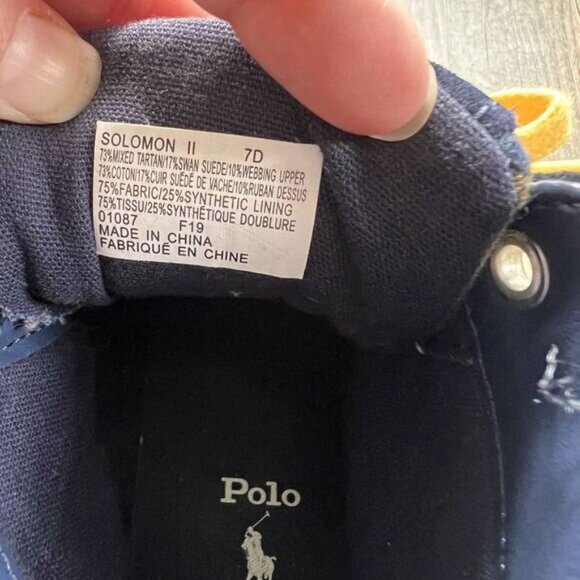 SOLOMON II 7D
73%MIXED TARTAN/17%SWAN SUEDE/10%WEBBING UPPER
73%COTON/17%CUIR SUÉDÉ DE VACHE/10%RUBAN DESSUS
75%FABRIC/25%SYNTHETIC LINING
75%TISSU/25%SYNTHÉTIQUE DOUBLURE
01087 F19
MADE IN CHINA
FABRIQUÉ EN CHINE
Polo